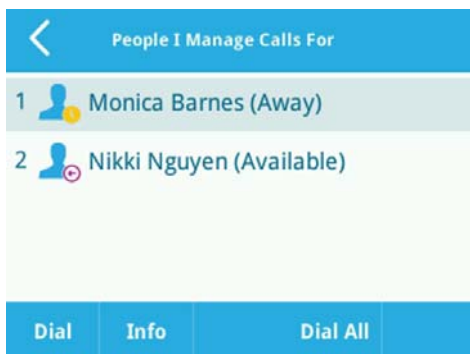 People I Manage Calls For
1 Monica Barnes (Away)
2 Nikki Nguyen (Available)
Dial Info Dial All